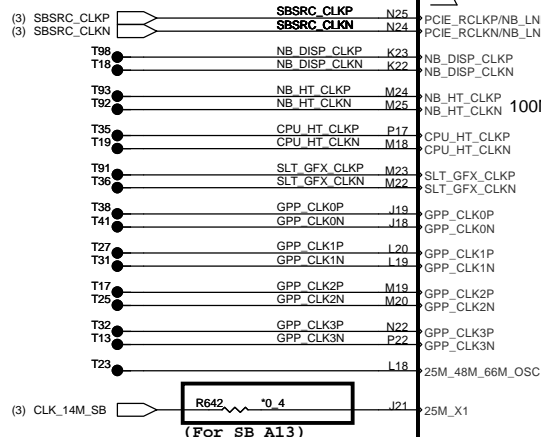 (3) SBSRC_CLKP SBSRC_CLKP N25 PCIE_RCLKP/NB_LN
(3) SBSRC_CLKN SBSRC_CLKN N24 PCIE_RCLKN/NB_LN
T98 NB_DISP_CLKP K23 NB_DISP_CLKP
T18 NB_DISP_CLKN K22 NB_DISP_CLKN
T93 NB_HT_CLKP M24 NB_HT_CLKP
T92 NB_HT_CLKN M25 NB_HT_CLKN 100
T35 CPU_HT_CLKP P17 CPU_HT_CLKP
T19 CPU_HT_CLKN M18 CPU_HT_CLKN
T91 SLT_GFX_CLKP M23 SLT_GFX_CLKP
T36 SLT_GFX_CLKN M22 SLT_GFX_CLKN
T38 GPP_CLK0P J19 GPP_CLK0P
T41 GPP_CLK0N J18 GPP_CLK0N
T27 GPP_CLK1P L20 GPP_CLK1P
T31 GPP_CLK1N L19 GPP_CLK1N
T17 GPP_CLK2P M19 GPP_CLK2P
T25 GPP_CLK2N M20 GPP_CLK2N
T32 GPP_CLK3P N22 GPP_CLK3P
T13 GPP_CLK3N P22 GPP_CLK3N
T23 L18 25M_48M_66M_OSC
(3) CLK_14M_SB R642 *0_4 J21 25M_X1
(For SB A13)